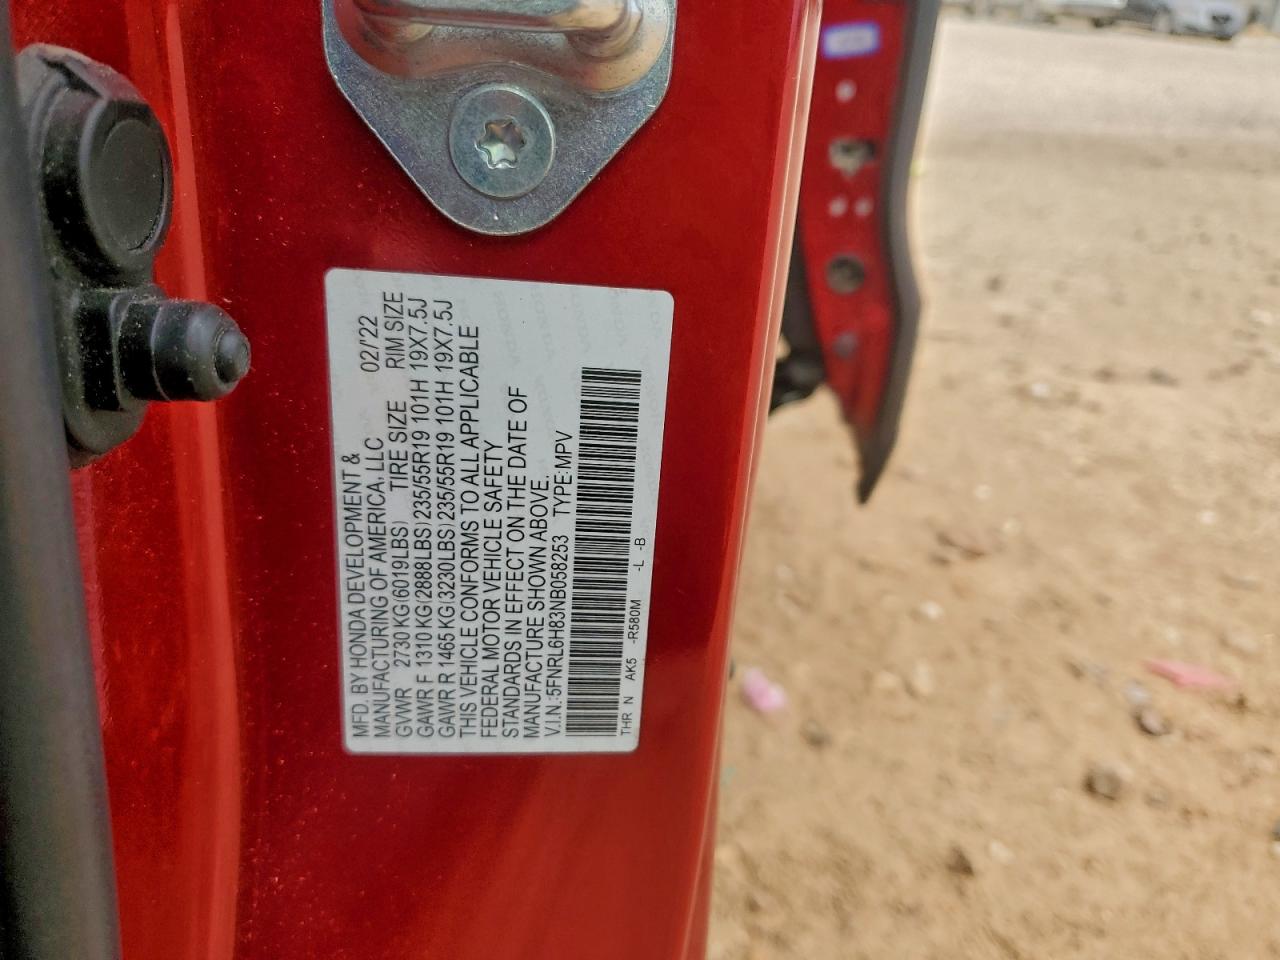 MFD. BY HONDA DEVELOPMENT &
MANUFACTURING OF AMERICA, LLC 02/'22
GVWR 2730 KG(6019LBS) TIRE SIZE RIM SIZE
GAWR F 1310 KG(2888LBS)235/55R19 101H 19X7.5J
GAWR R 1465 KG(3230LBS)235/55R19 101H 19X7.5J
THIS VEHICLE CONFORMS TO ALL APPLICABLE
FEDERAL MOTOR VEHICLE SAFETY
STANDARDS IN EFFECT ON THE DATE OF
MANUFACTURE SHOWN ABOVE.
V.I.N.:5FNRL6H83NB058253 TYPE:MPV
THR N AK5 -R580M -L -B